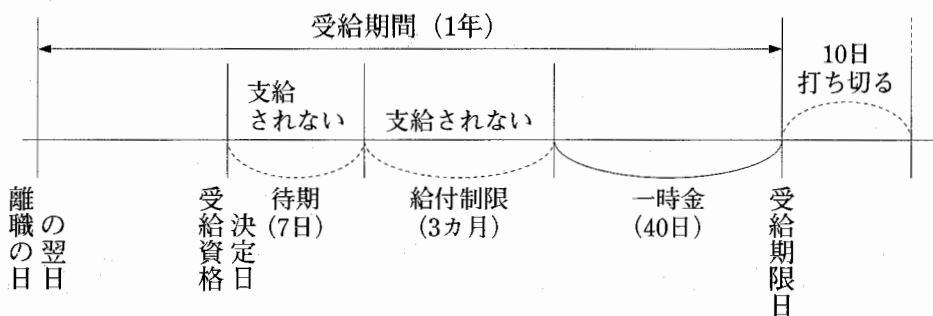 受給期間（1年）
10日
打ち切る
支給
されない
支給されない
離職の日
の翌日
受給資格
決定日
待期
(7日)
給付制限
(3カ月)
一時金
(40日)
受給期限日